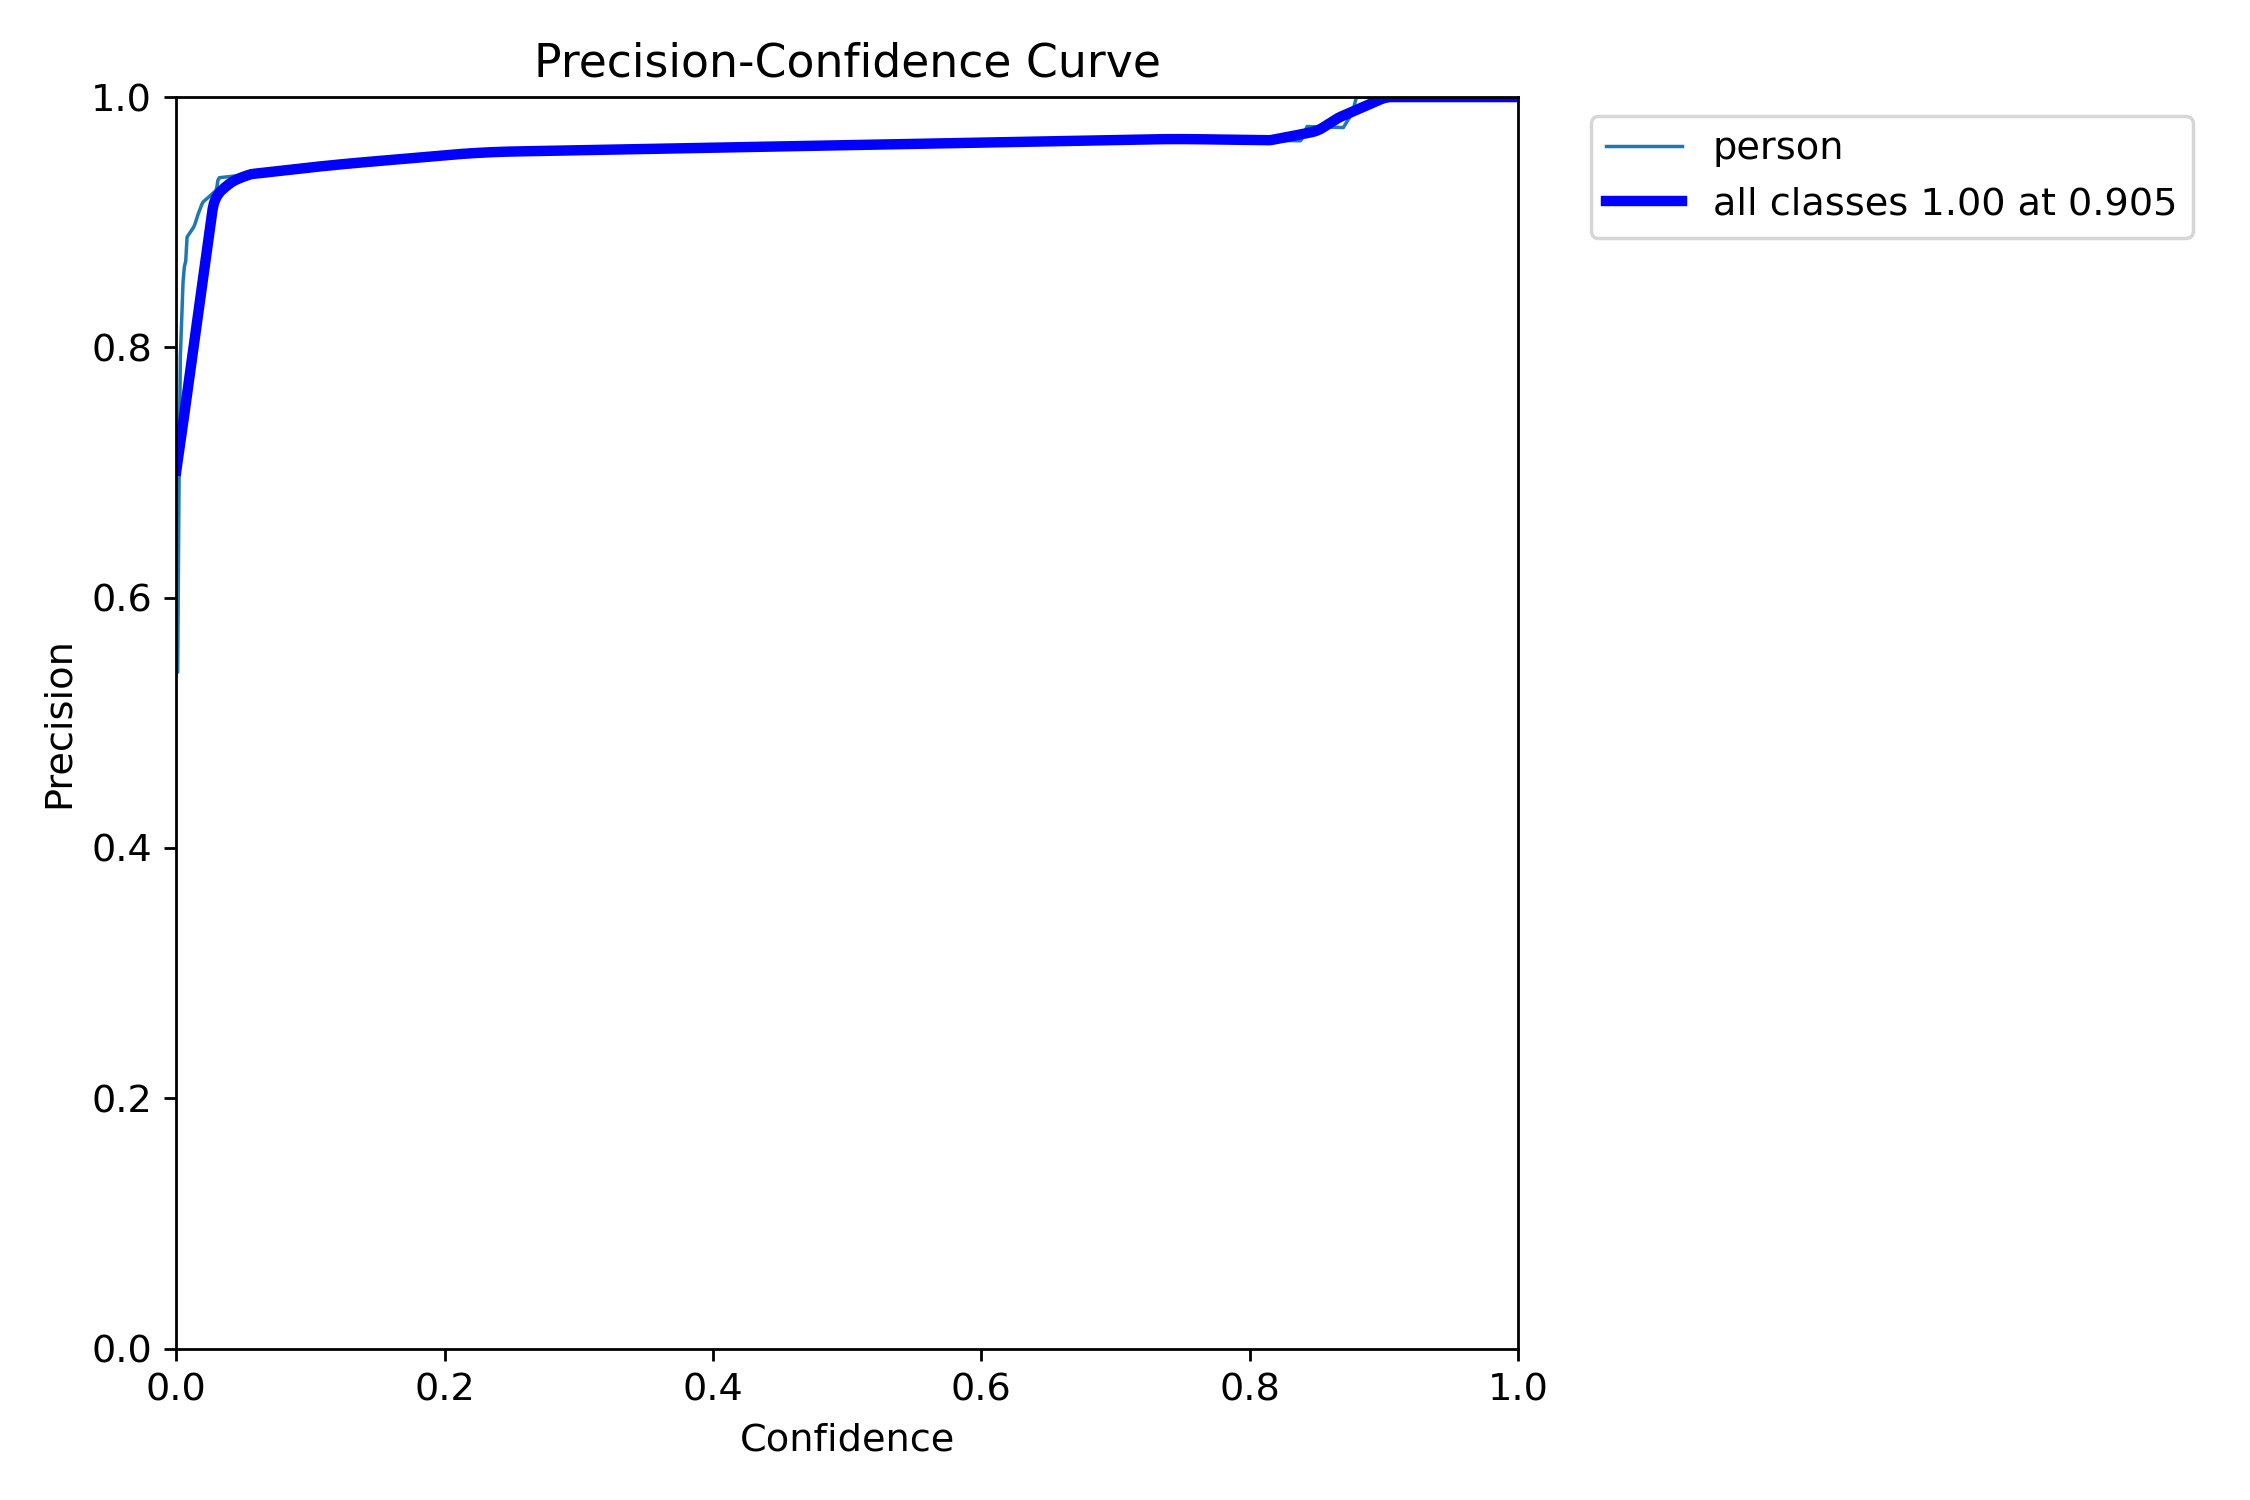 Precision-Confidence Curve
1.0
0.8
0.6
0.4
0.2
0.0
Precision
0.0 0.2 0.4 0.6 0.8 1.0
Confidence
person
all classes 1.00 at 0.905